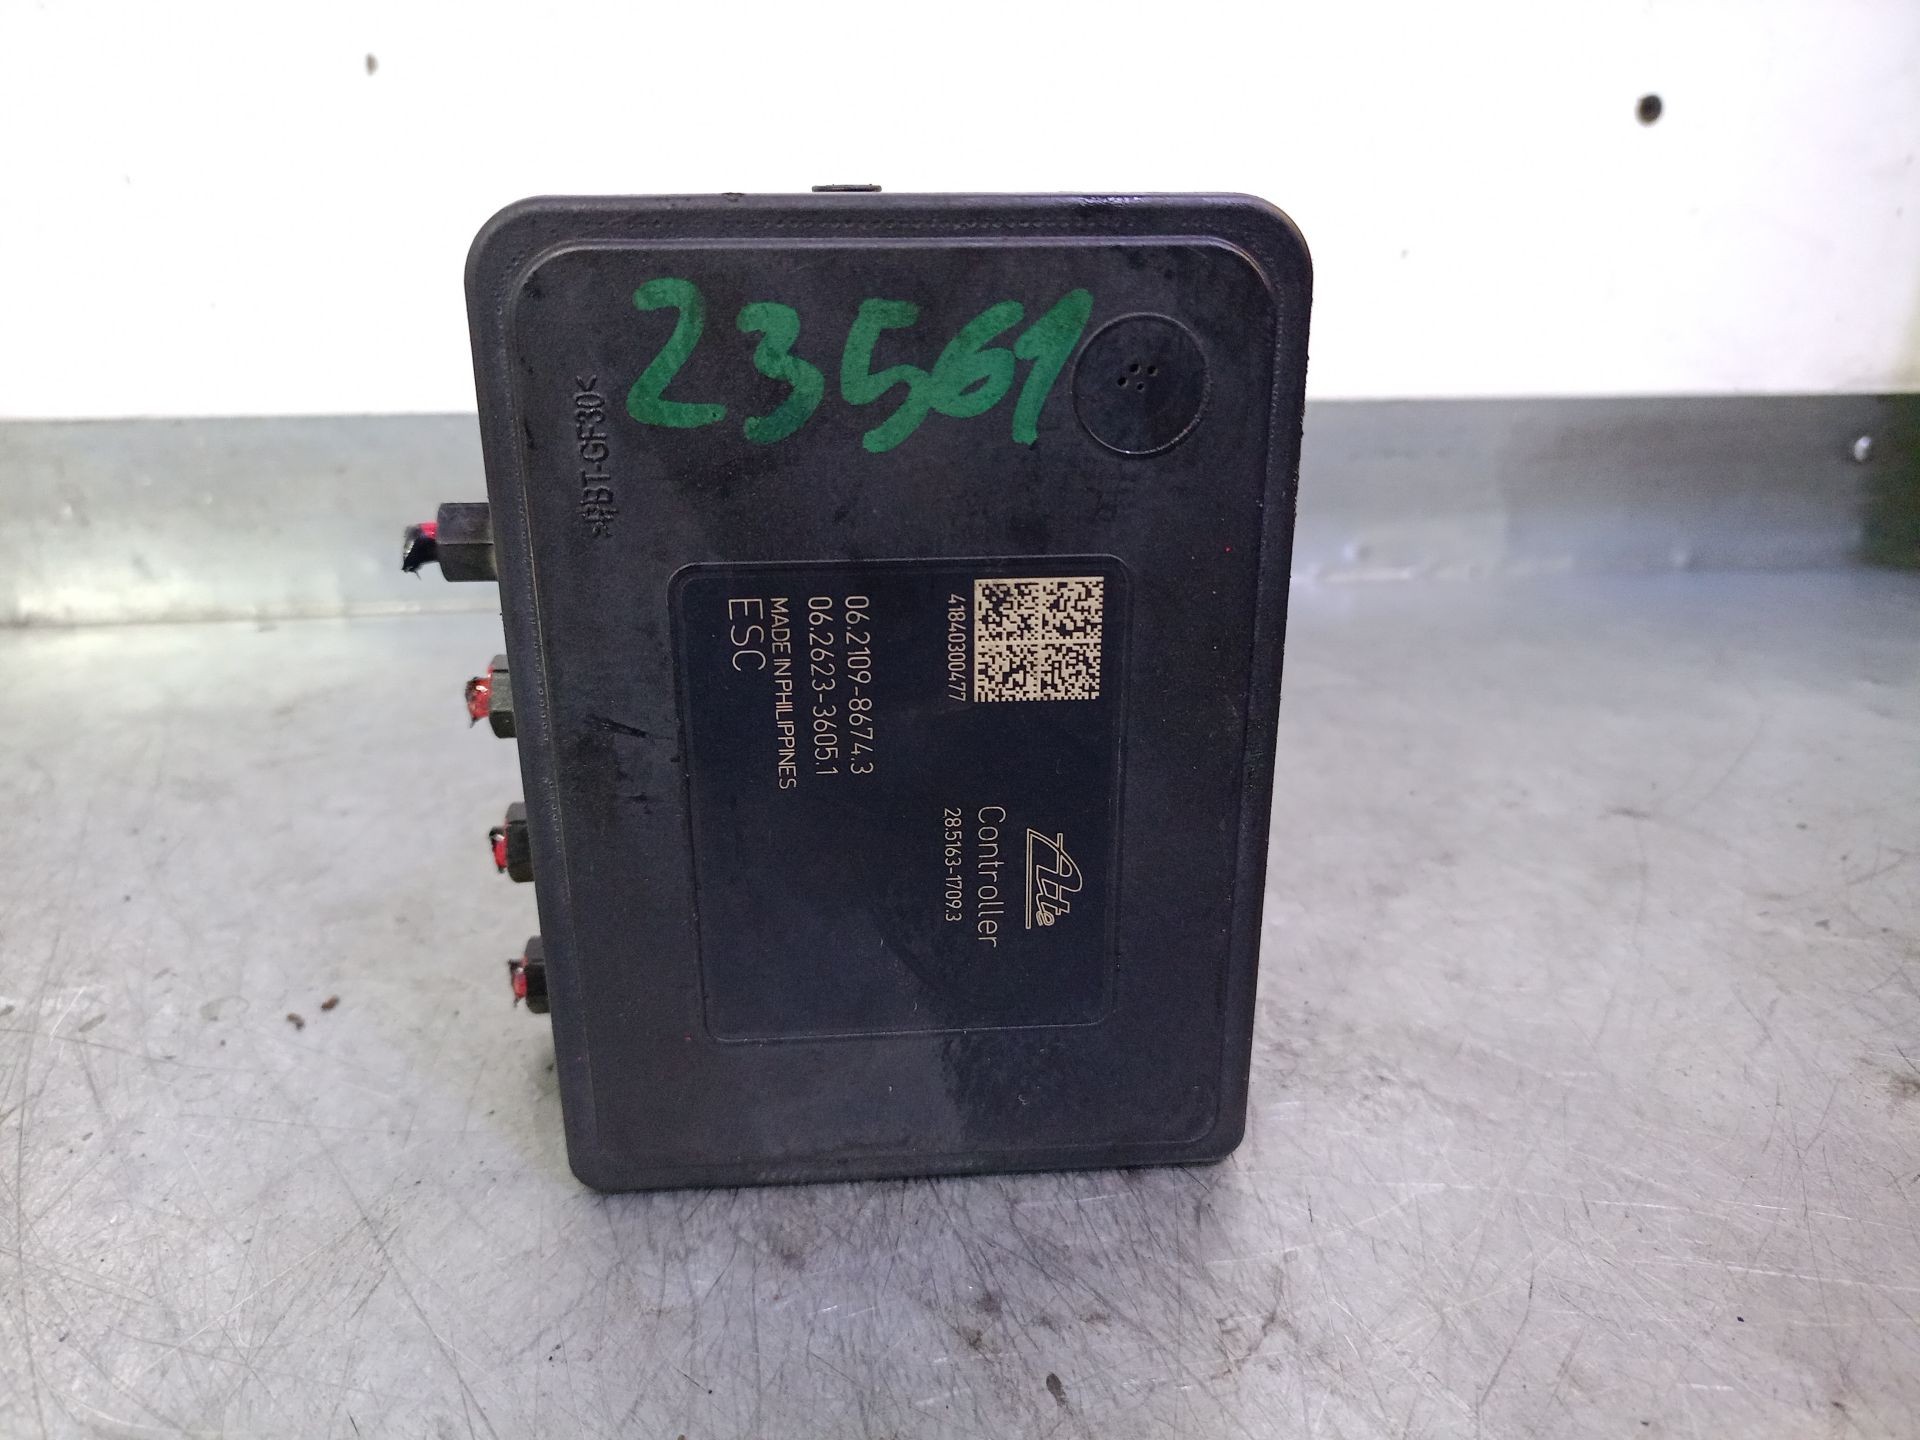 23561
>PBT-GF30<
41840300477
Ate
Controller
28.5163-1709.3
06.2109-8674.3
06.2623-3605.1
MADE IN PHILIPPINES
ESC